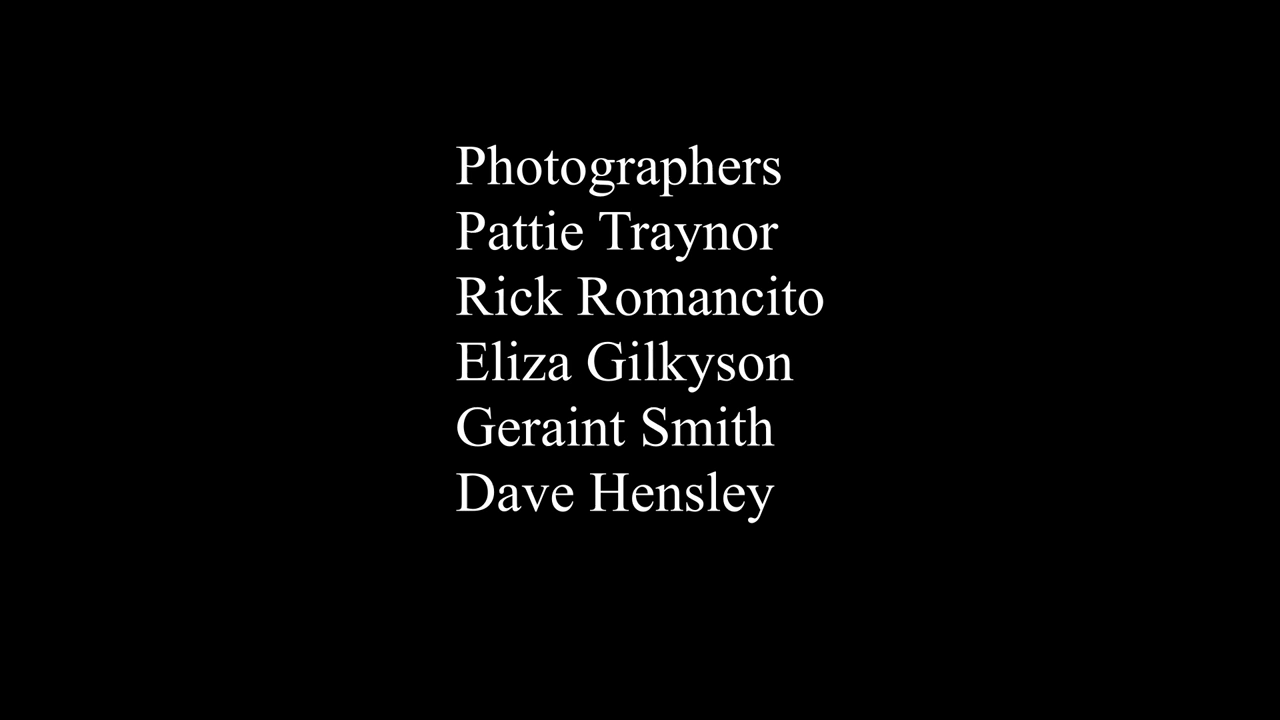 Photographers
Pattie Traynor
Rick Romancito
Eliza Gilkyson
Geraint Smith
Dave Hensley